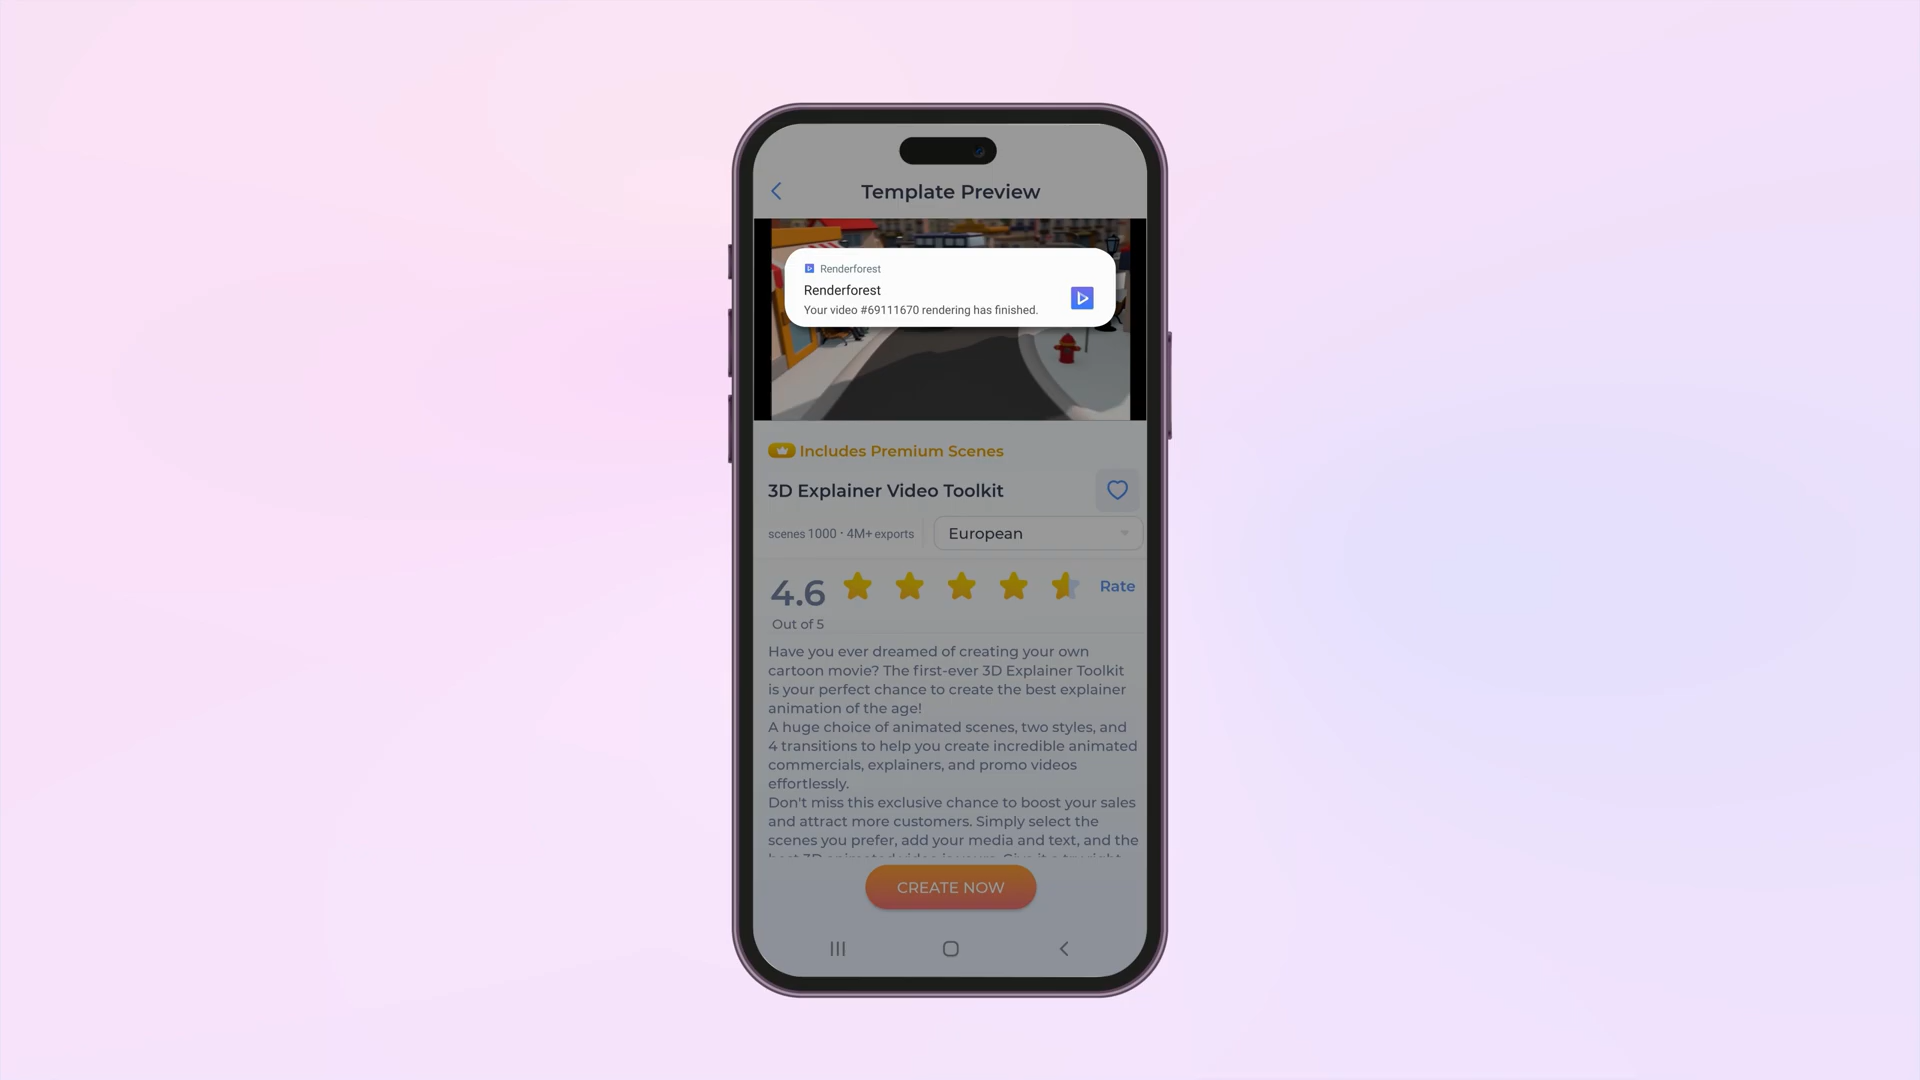 Template Preview
Renderforest
Renderforest
Your video #69111670 rendering has finished.
Includes Premium Scenes
3D Explainer Video Toolkit
scenes 1000 · 4M+ exports
European
4.6
Rate
Out of 5
Have you ever dreamed of creating your own
cartoon movie? The first-ever 3D Explainer Toolkit
is your perfect chance to create the best explainer
animation of the age!
A huge choice of animated scenes, two styles, and
4 transitions to help you create incredible animated
commercials, explainers, and promo videos
effortlessly.
Don't miss this exclusive chance to boost your sales
and attract more customers. Simply select the
scenes you prefer, add your media and text, and the
CREATE NOW